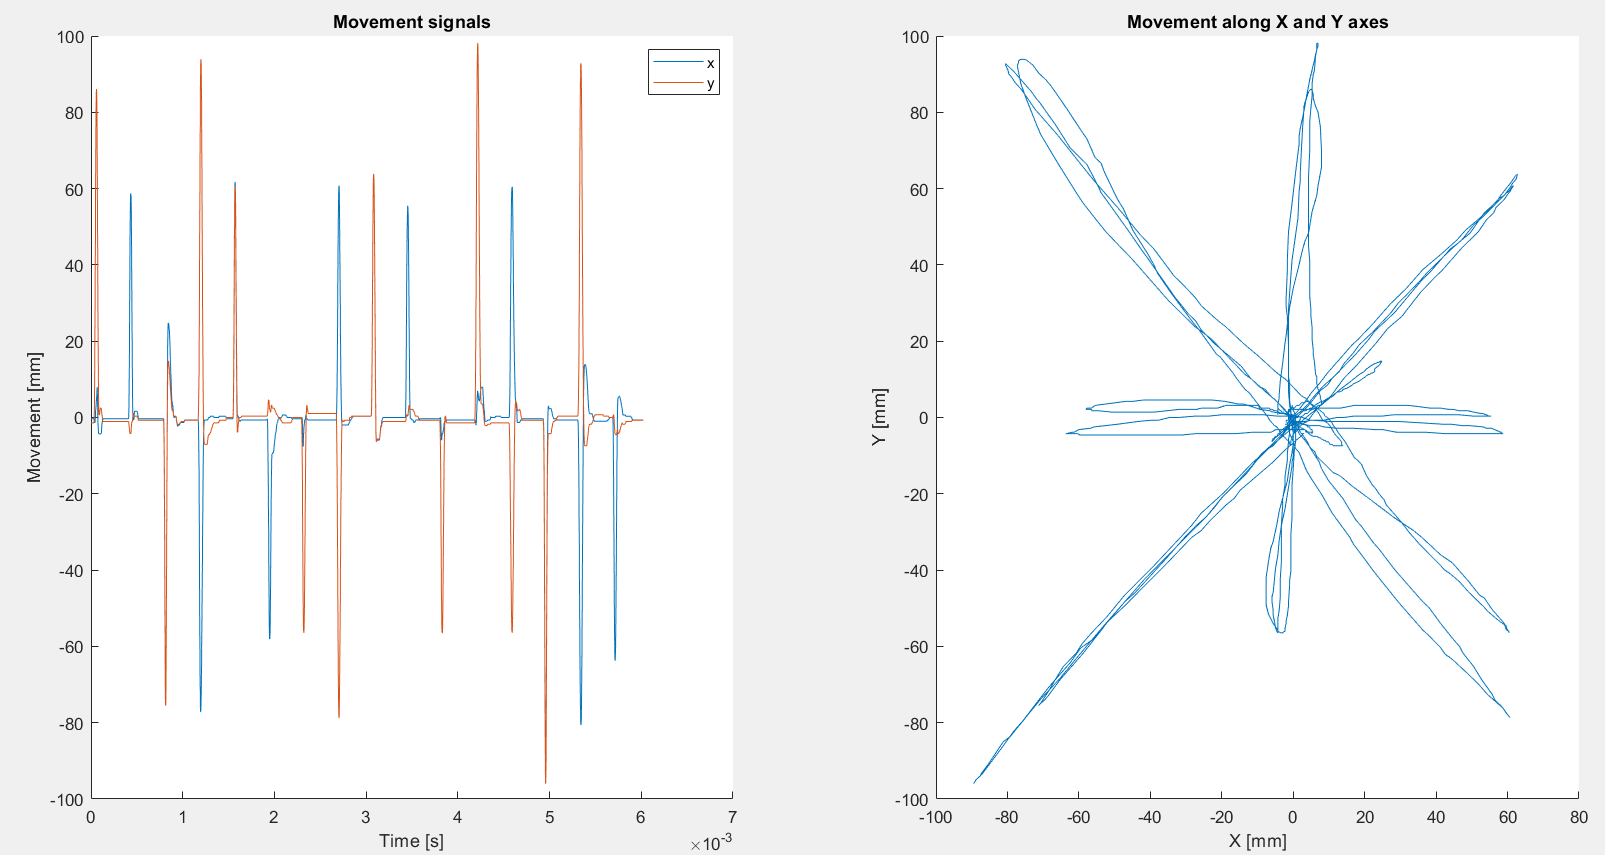 Movement signals
100
80
60
40
20
0
-20
-40
-60
-80
-100
Movement [mm]
x
y
0 1 2 3 4 5 6 7
Time [s]
×10-3
Movement along X and Y axes
100
80
60
40
20
0
-20
-40
-60
-80
-100
Y [mm]
-100 -80 -60 -40 -20 0 20 40 60 80
X [mm]